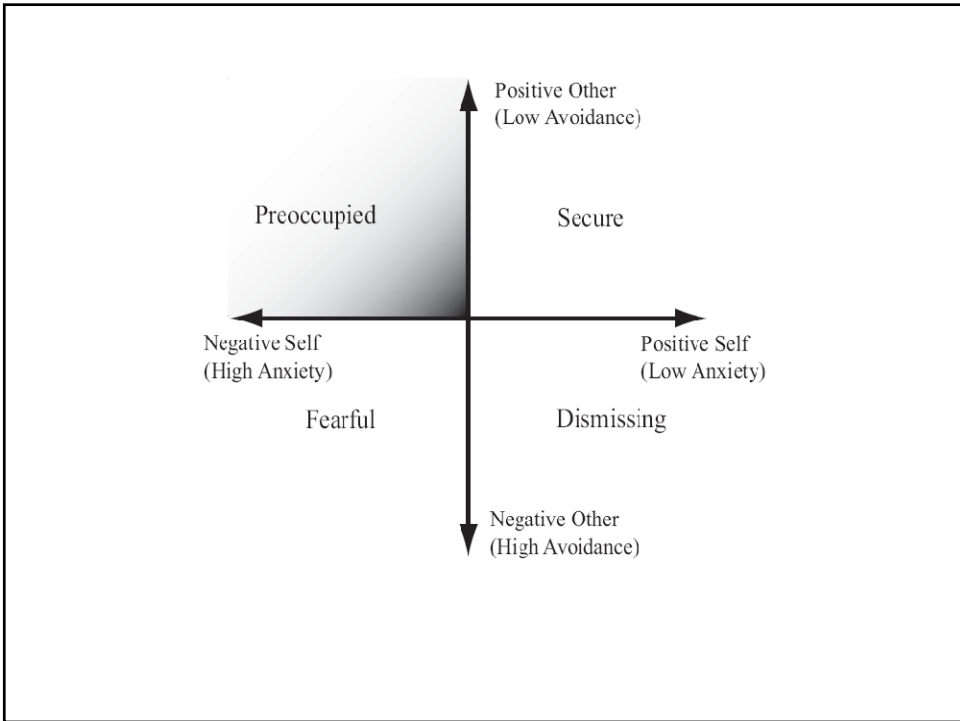 Positive Other
(Low Avoidance)
Preoccupied
Secure
Negative Self
(High Anxiety)
Positive Self
(Low Anxiety)
Fearful
Dismissing
Negative Other
(High Avoidance)